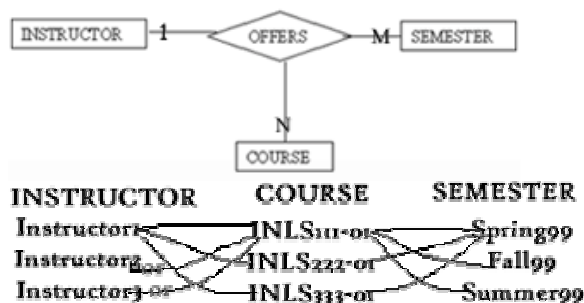 INSTRUCTOR 1 OFFERS M SEMESTER
N
COURSE
INSTRUCTOR COURSE SEMESTER
Instructor1 INLS111-01 Spring99
Instructor2 INLS222-01 Fall99
Instructor3 INLS333-01 Summer99